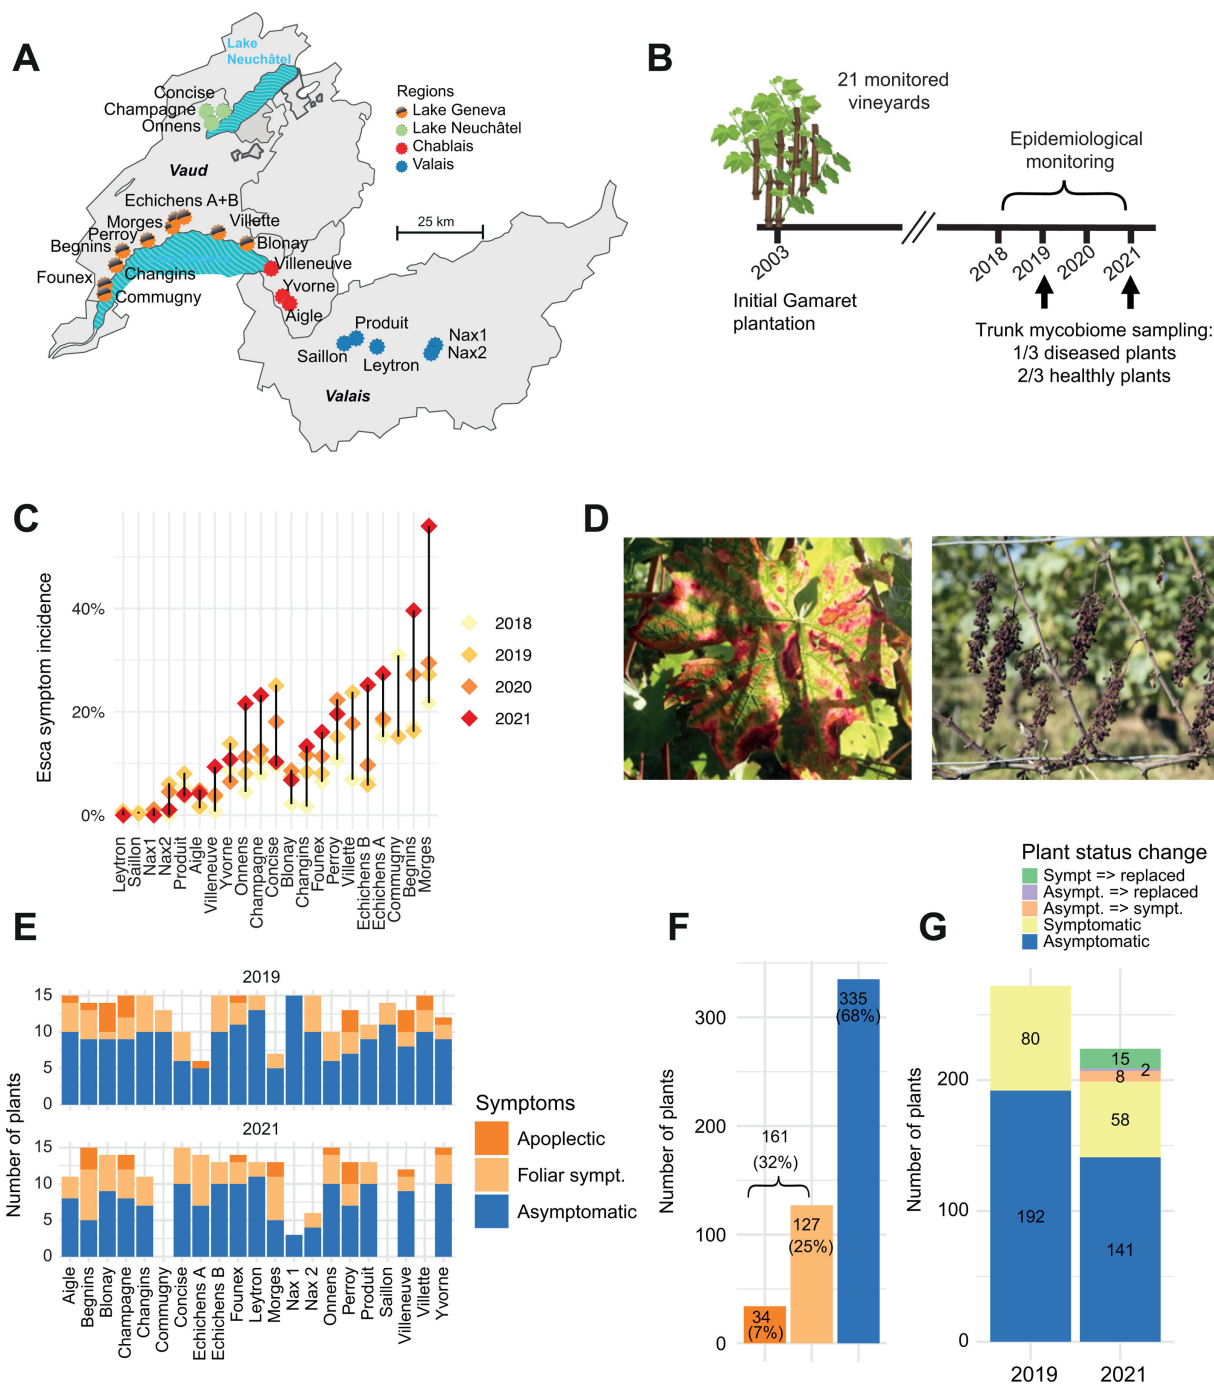 A
Lake
Neuchâtel
Concise
Champagne
Onnens
Vaud
Echichens A+B
Morges
Villette
Perroy
Begnins
Blonay
Villeneuve
Founex
Changins
Commugny
Yvorne
Aigle
Produit
Saillon
Leytron
Nax1
Nax2
Valais
Regions
Lake Geneva
Lake Neuchâtel
Chablais
Valais
25 km
B
21 monitored
vineyards
Epidemiological
monitoring
2003
2018
2019
2020
2021
Initial Gamaret
plantation
Trunk mycobiome sampling:
1/3 diseased plants
2/3 healthly plants
C
Esca symptom incidence
40%
20%
0%
2018
2019
2020
2021
Leytron
Saillon
Nax1
Nax2
Produit
Aigle
Villeneuve
Yvorne
Onnens
Champagne
Concise
Blonay
Changins
Founex
Perroy
Villette
Echichens B
Echichens A
Commugny
Begnins
Morges
D
E
Number of plants
2019
15
10
5
0
2021
15
10
5
0
Aigle
Begnins
Blonay
Champagne
Changins
Commugny
Concise
Echichens A
Echichens B
Founex
Leytron
Morges
Nax 1
Nax 2
Onnens
Perroy
Produit
Saillon
Villeneuve
Villette
Yvorne
Symptoms
Apoplectic
Foliar sympt.
Asymptomatic
F
Number of plants
300
200
100
0
161
(32%)
34
(7%)
127
(25%)
335
(68%)
G
Plant status change
Sympt => replaced
Asympt. => replaced
Asympt. => sympt.
Symptomatic
Asymptomatic
Number of plants
200
100
0
80
192
15
2
8
58
141
2019
2021